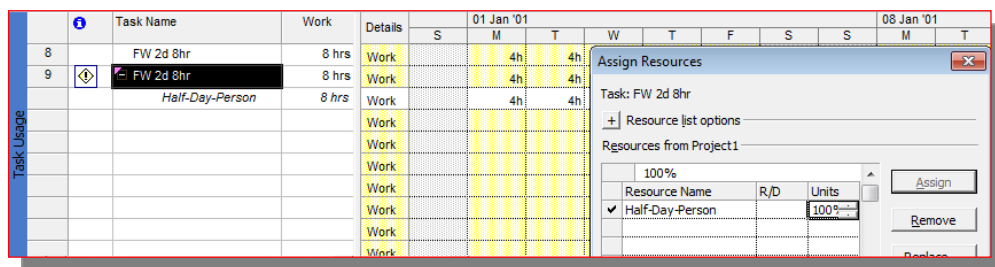 Task Name Work Details 01 Jan '01 08 Jan '01
S M T W T F S S M T
8 FW 2d 8hr 8 hrs Work 4h 4h
9 FW 2d 8hr 8 hrs Work 4h 4h
Half-Day-Person 8 hrs Work 4h 4h
Work
Work
Work
Work
Work
Work
Work
Task Usage
Assign Resources
Task: FW 2d 8hr
+ Resource list options
Resources from Project1
100%
Resource Name R/D Units
Half-Day-Person 100%
Assign
Remove
Replace